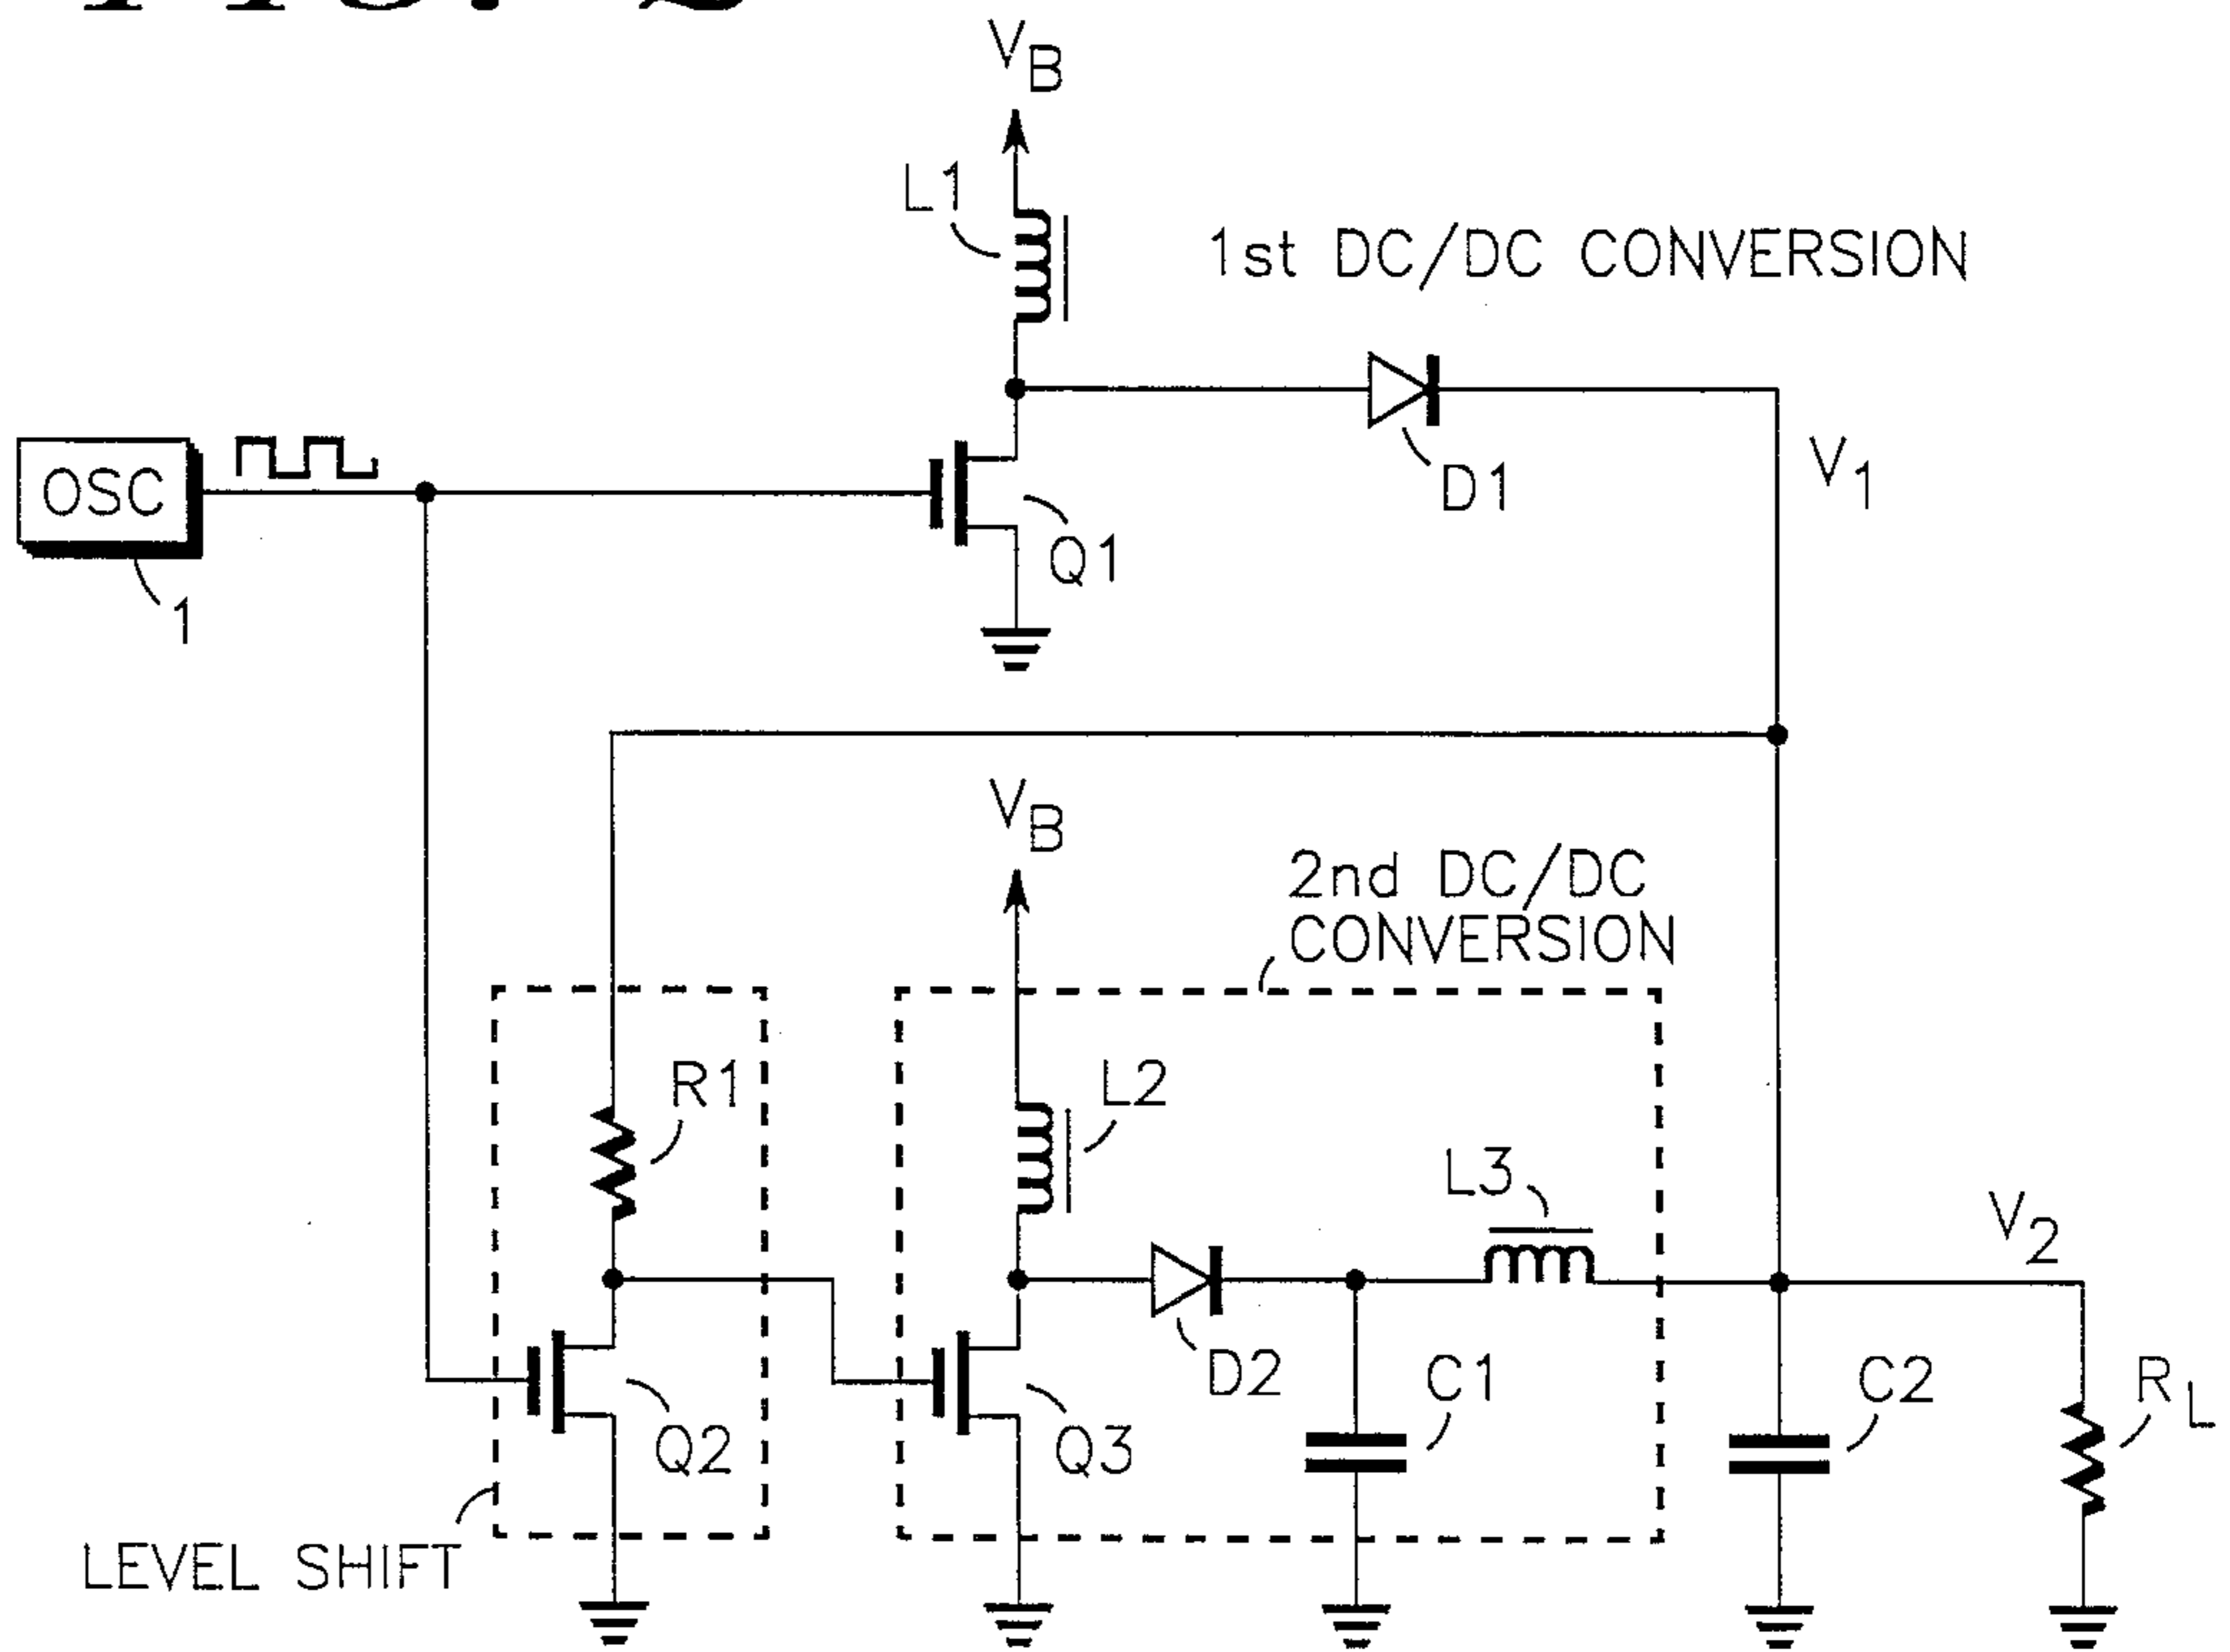 V_B
L1
1st DC/DC CONVERSION
OSC
D1
V_1
Q1
1
V_B
2nd DC/DC
CONVERSION
R1
L2
L3
V_2
D2
C1
C2
R_L
Q2
Q3
LEVEL SHIFT